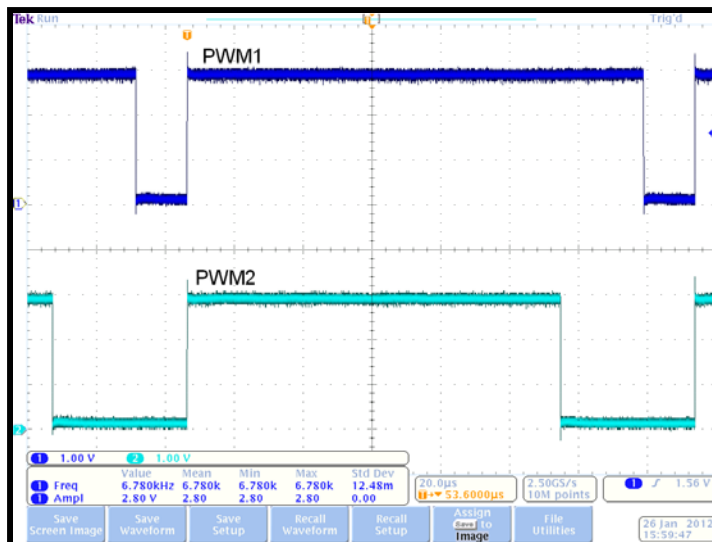 Tek Run Trig'd
T
PWM1
1
PWM2
2
1 1.00 V 2 1.00 V
Value Mean Min Max Std Dev
1 Freq 6.780kHz 6.780k 6.780k 6.780k 12.48m
1 Ampl 2.80 V 2.80 2.80 2.80 0.00
20.0µs
T→▼ 53.6000µs
2.50GS/s
10M points
1 ∫ 1.56 V
Save Screen Image
Save Waveform
Save Setup
Recall Waveform
Recall Setup
Assign Save to Image
File Utilities
26 Jan 2012
15:59:47